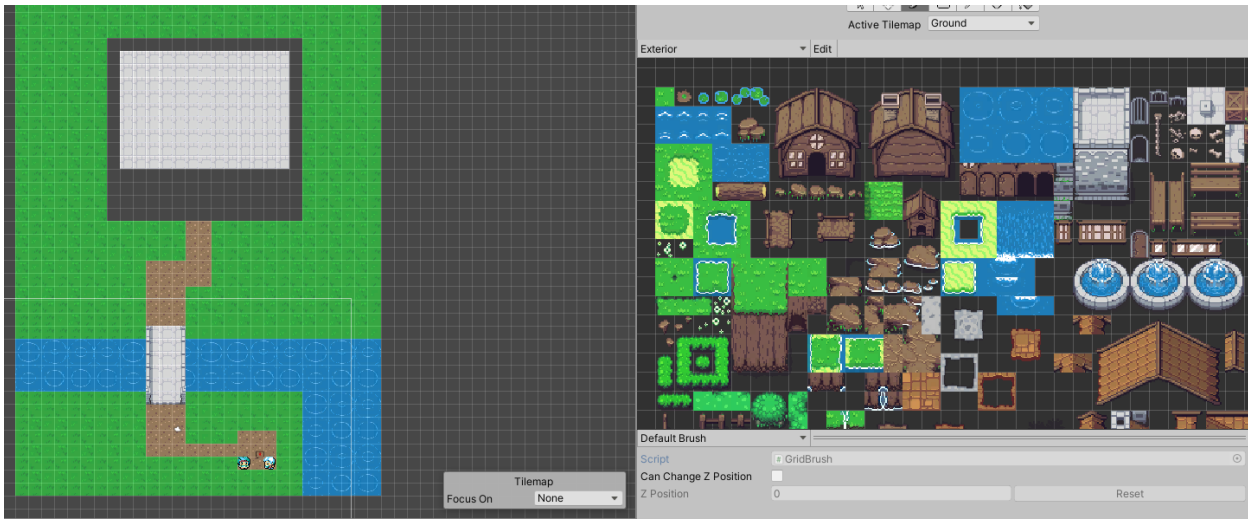 Active Tilemap Ground
Exterior Edit
Tilemap
Focus On None
Default Brush
Script # GridBrush
Can Change Z Position
Z Position 0 Reset